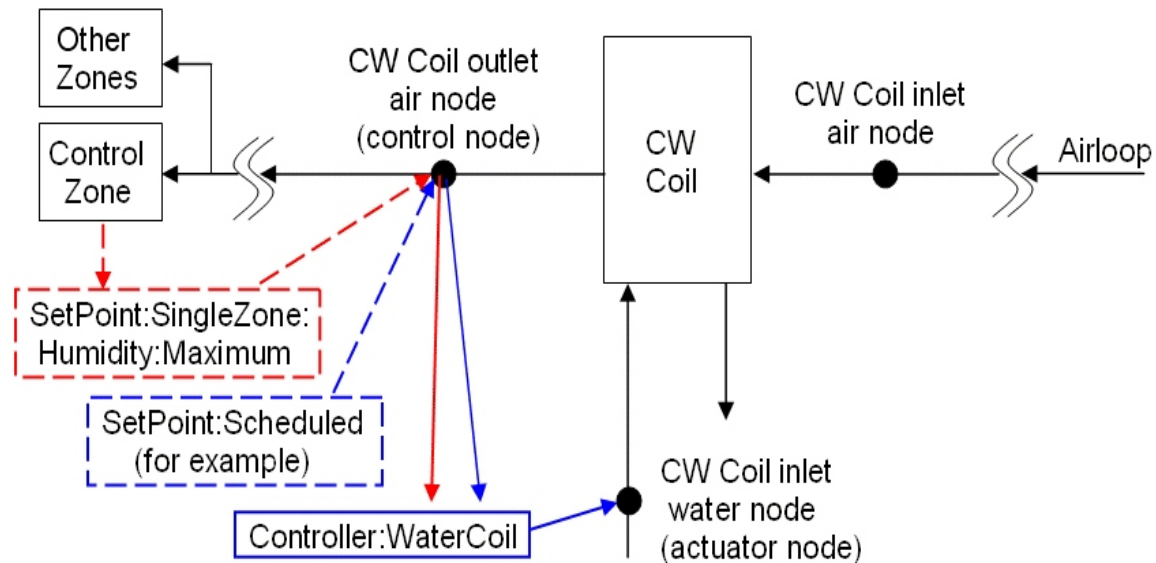 Other
Zones
Control
Zone
CW Coil outlet
air node
(control node)
CW
Coil
CW Coil inlet
air node
Airloop
SetPoint:SingleZone:
Humidity:Maximum
SetPoint:Scheduled
(for example)
Controller:WaterCoil
CW Coil inlet
water node
(actuator node)